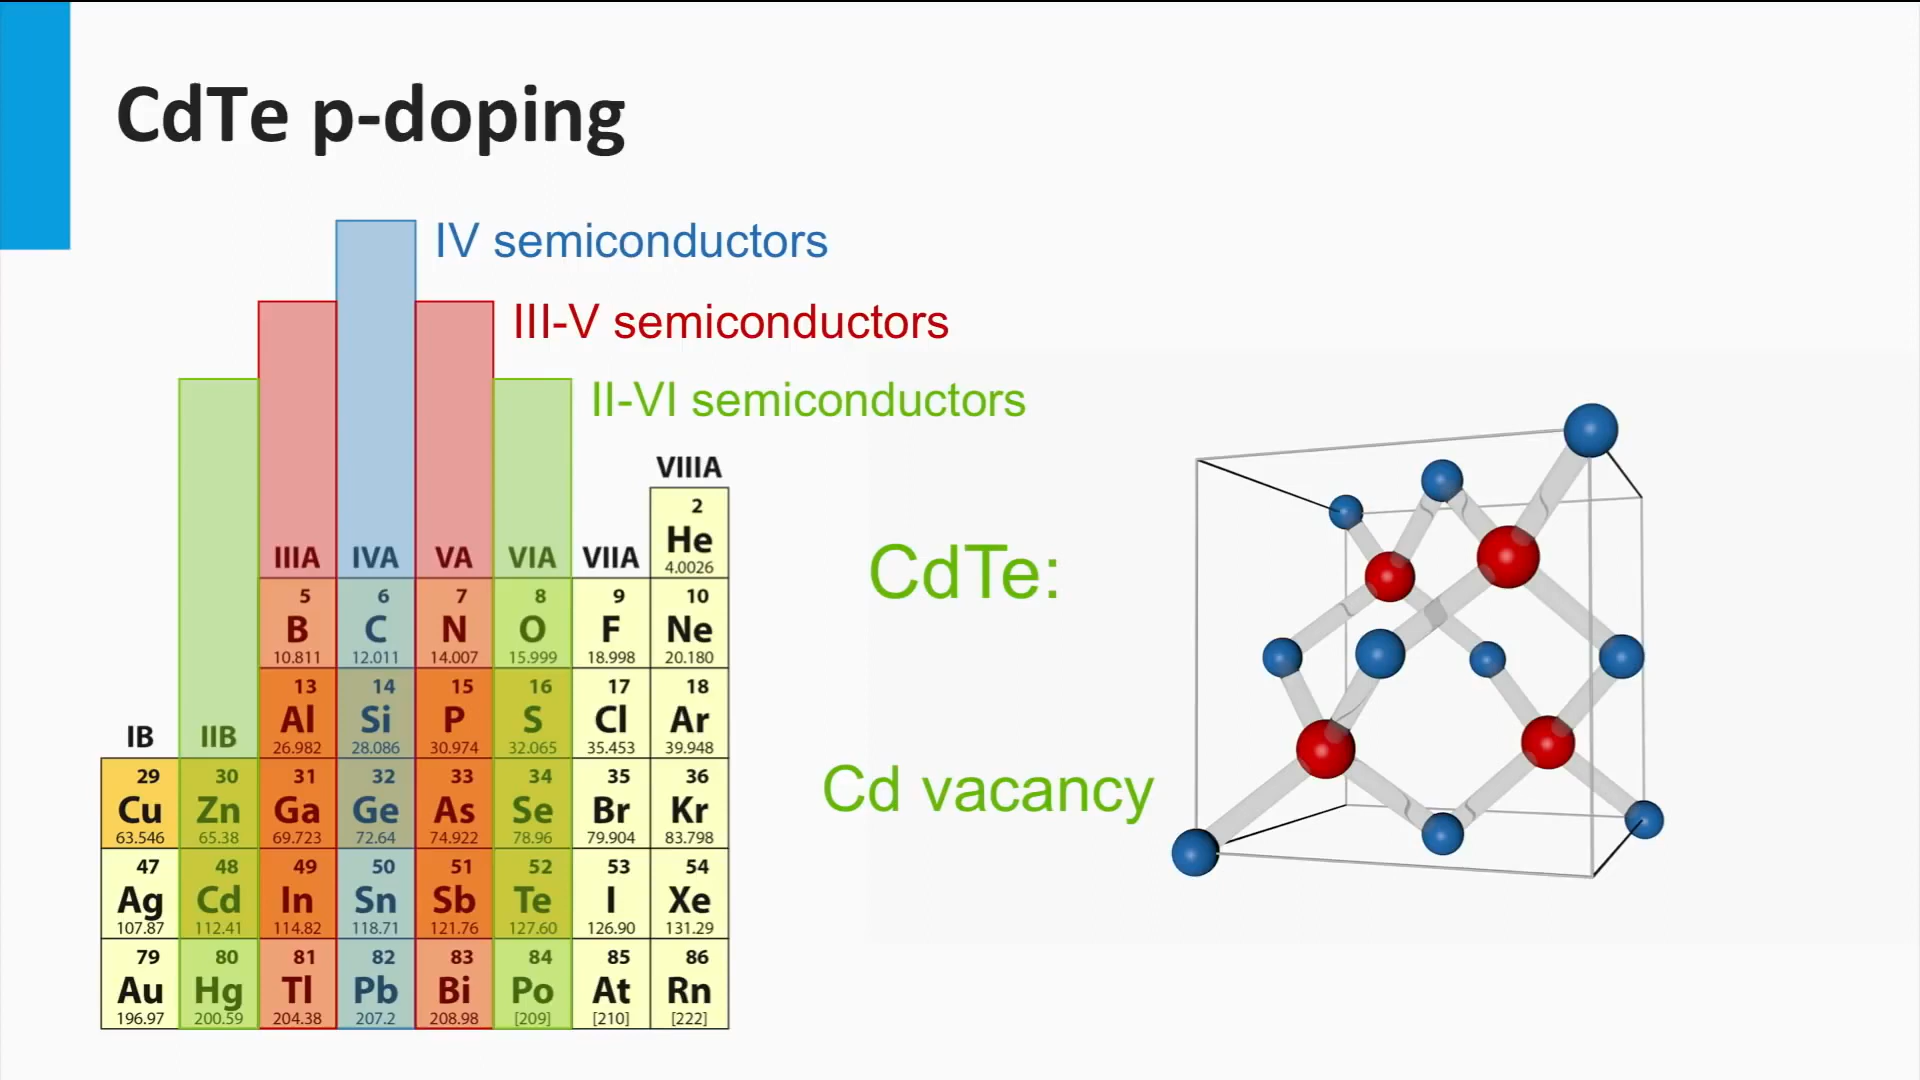 CdTe p-doping
IV semiconductors
III-V semiconductors
II-VI semiconductors
VIIIA
2
He
4.0026
IIIA IVA VA VIA VIIA
5 6 7 8 9 10
B C N O F Ne
10.811 12.011 14.007 15.999 18.998 20.180
13 14 15 16 17 18
Al Si P S Cl Ar
26.982 28.086 30.974 32.065 35.453 39.948
IB IIB
29 30 31 32 33 34 35 36
Cu Zn Ga Ge As Se Br Kr
63.546 65.38 69.723 72.64 74.922 78.96 79.904 83.798
47 48 49 50 51 52 53 54
Ag Cd In Sn Sb Te I Xe
107.87 112.41 114.82 118.71 121.76 127.60 126.90 131.29
79 80 81 82 83 84 85 86
Au Hg Tl Pb Bi Po At Rn
196.97 200.59 204.38 207.2 208.98 [209] [210] [222]
CdTe:
Cd vacancy